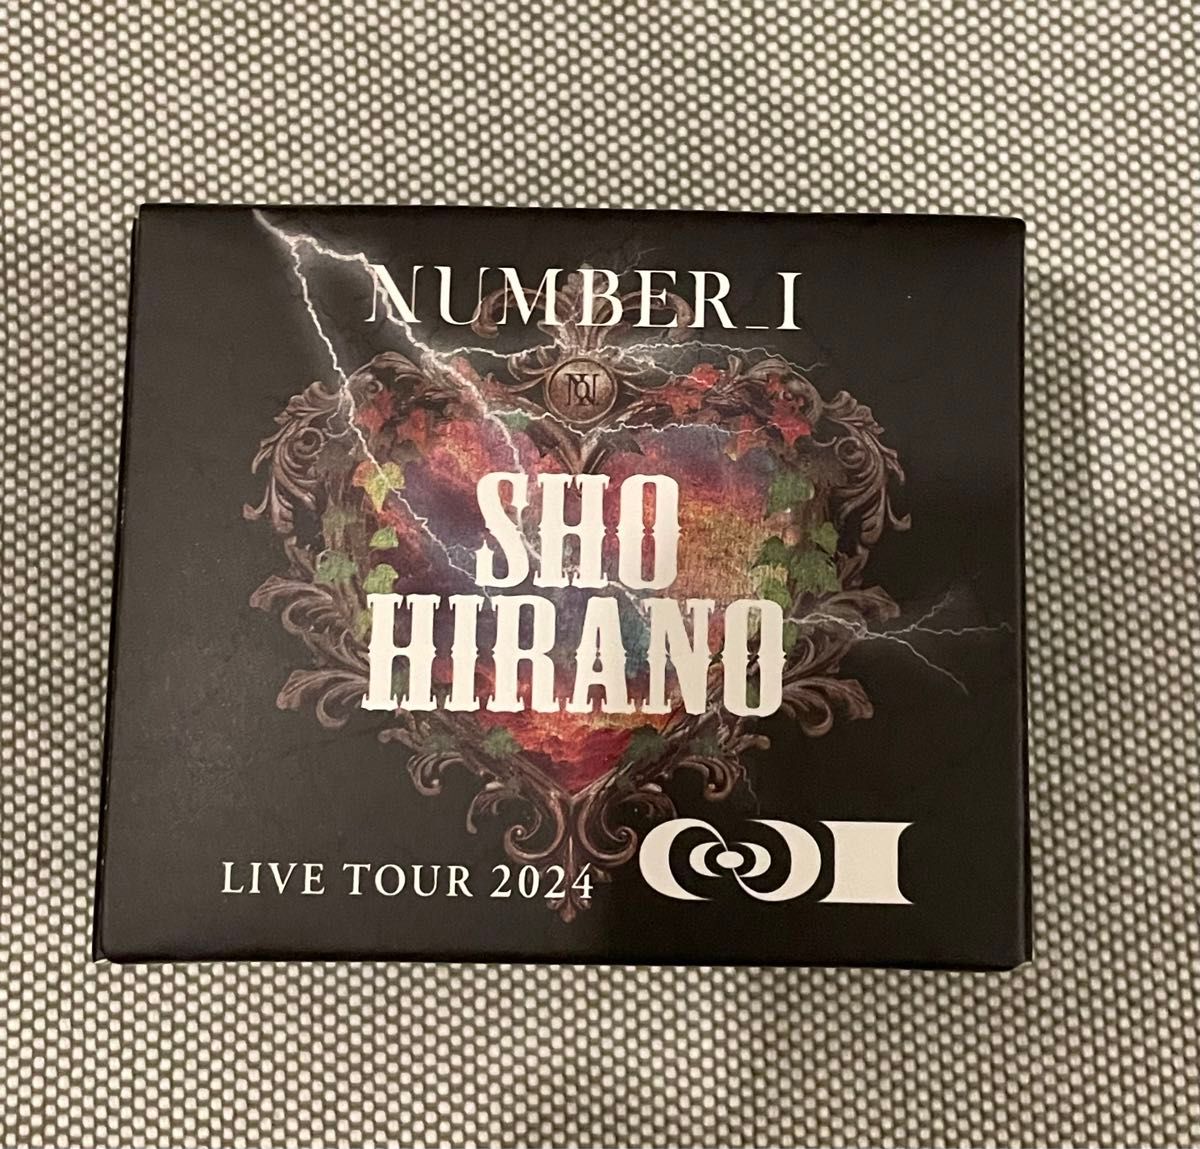 NUMBER_I
SHO
HIRANO
LIVE TOUR 2024